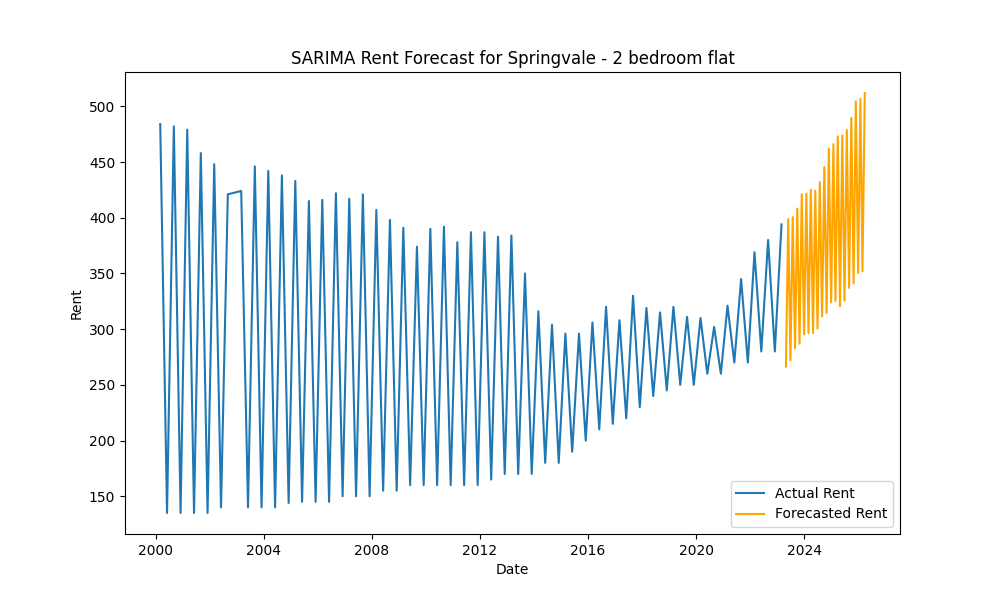 SARIMA Rent Forecast for Springvale - 2 bedroom flat
500
450
400
350
300
250
200
150
Rent
2000 2004 2008 2012 2016 2020 2024
Date
Actual Rent
Forecasted Rent